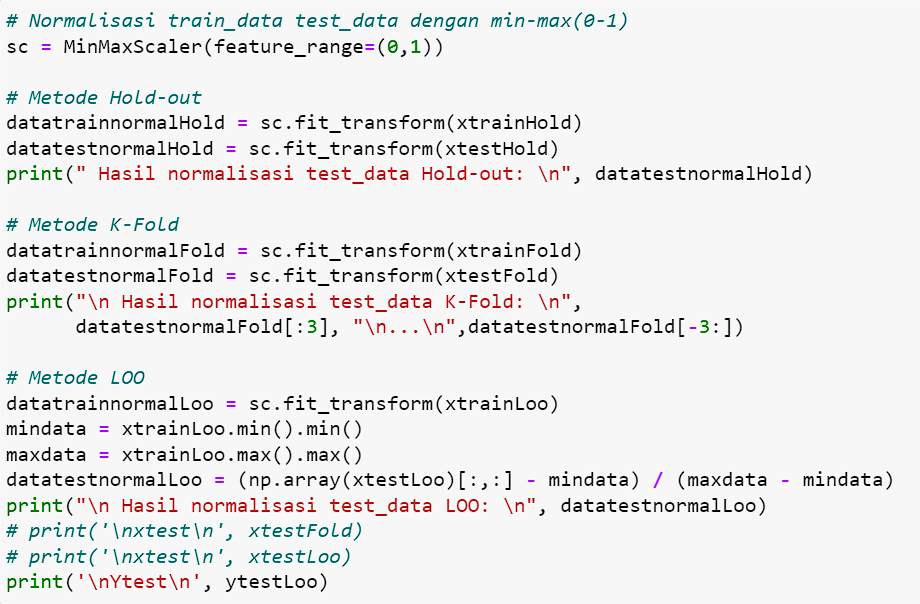 # Normalisasi train_data test_data dengan min-max(0-1)
sc = MinMaxScaler(feature_range=(0,1))

# Metode Hold-out
datatrainnormalHold = sc.fit_transform(xtrainHold)
datatestnormalHold = sc.fit_transform(xtestHold)
print(" Hasil normalisasi test_data Hold-out: \n", datatestnormalHold)

# Metode K-Fold
datatrainnormalFold = sc.fit_transform(xtrainFold)
datatestnormalFold = sc.fit_transform(xtestFold)
print("\n Hasil normalisasi test_data K-Fold: \n",
      datatestnormalFold[:3], "\n...\n",datatestnormalFold[-3:])

# Metode LOO
datatrainnormalLoo = sc.fit_transform(xtrainLoo)
mindata = xtrainLoo.min().min()
maxdata = xtrainLoo.max().max()
datatestnormalLoo = (np.array(xtestLoo)[:,:] - mindata) / (maxdata - mindata)
print("\n Hasil normalisasi test_data LOO: \n", datatestnormalLoo)
# print('\nxtest\n', xtestFold)
# print('\nxtest\n', xtestLoo)
print('\nYtest\n', ytestLoo)